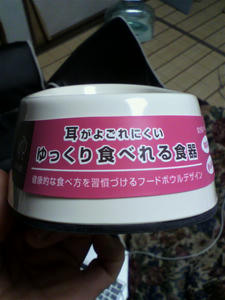 耳がよごれにくい
ゆっくり食べれる食器
健康的な食べ方を習慣づけるフードボウルデザイン